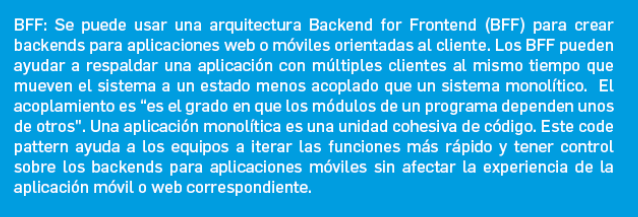 BFF: Se puede usar una arquitectura Backend for Frontend (BFF) para crear
backends para aplicaciones web o móviles orientadas al cliente. Los BFF pueden
ayudar a respaldar una aplicación con múltiples clientes al mismo tiempo que
mueven el sistema a un estado menos acoplado que un sistema monolítico.  El
acoplamiento es “es el grado en que los módulos de un programa dependen unos
de otros". Una aplicación monolítica es una unidad cohesiva de código. Este code
pattern ayuda a los equipos a iterar las funciones más rápido y tener control
sobre los backends para aplicaciones móviles sin afectar la experiencia de la
aplicación móvil o web correspondiente.